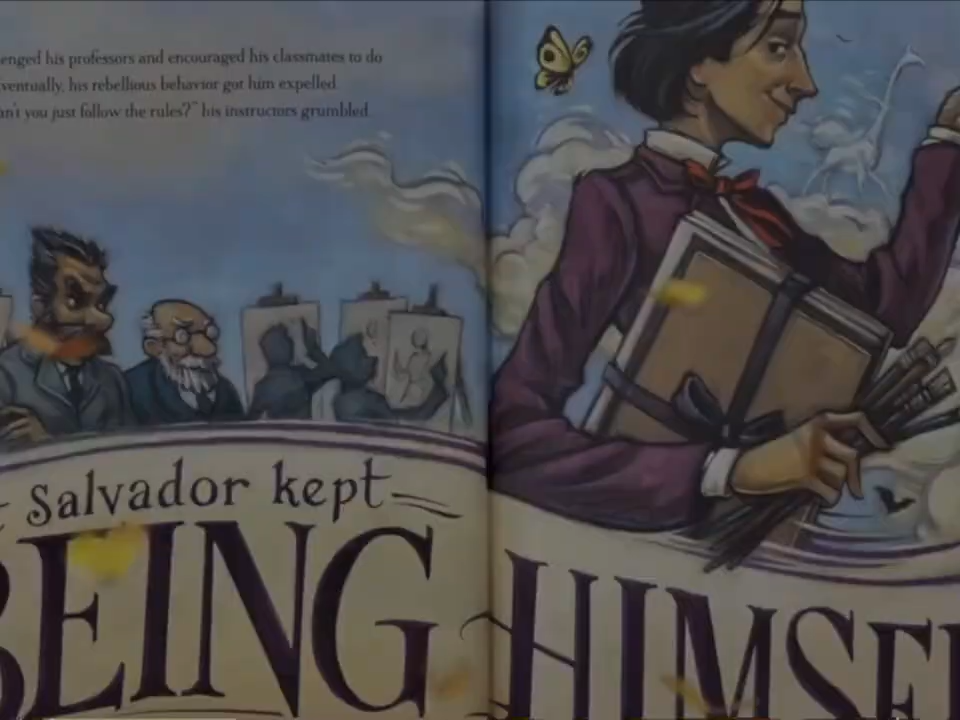 enged his professors and encouraged his classmates to do
ventually, his rebellious behavior got him expelled.
an't you just follow the rules?" his instructors grumbled.
Salvador kept
BEING
HIMSE